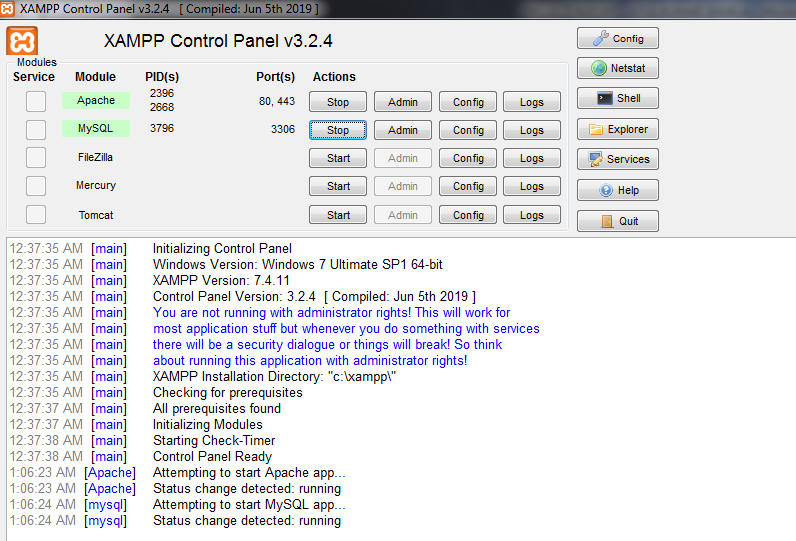 XAMPP Control Panel v3.2.4 [ Compiled: Jun 5th 2019 ]
XAMPP Control Panel v3.2.4
Config
Modules
Service Module PID(s) Port(s) Actions
Netstat
Apache 2396 2668 80, 443 Stop Admin Config Logs
Shell
MySQL 3796 3306 Stop Admin Config Logs
Explorer
FileZilla Start Admin Config Logs
Services
Mercury Start Admin Config Logs
Help
Tomcat Start Admin Config Logs
Quit
12:37:35 AM [main] Initializing Control Panel
12:37:35 AM [main] Windows Version: Windows 7 Ultimate SP1 64-bit
12:37:35 AM [main] XAMPP Version: 7.4.11
12:37:35 AM [main] Control Panel Version: 3.2.4 [ Compiled: Jun 5th 2019 ]
12:37:35 AM [main] You are not running with administrator rights! This will work for
12:37:35 AM [main] most application stuff but whenever you do something with services
12:37:35 AM [main] there will be a security dialogue or things will break! So think
12:37:35 AM [main] about running this application with administrator rights!
12:37:35 AM [main] XAMPP Installation Directory: "c:\xampp\"
12:37:35 AM [main] Checking for prerequisites
12:37:37 AM [main] All prerequisites found
12:37:37 AM [main] Initializing Modules
12:37:38 AM [main] Starting Check-Timer
12:37:38 AM [main] Control Panel Ready
1:06:23 AM [Apache] Attempting to start Apache app...
1:06:23 AM [Apache] Status change detected: running
1:06:24 AM [mysql] Attempting to start MySQL app...
1:06:24 AM [mysql] Status change detected: running